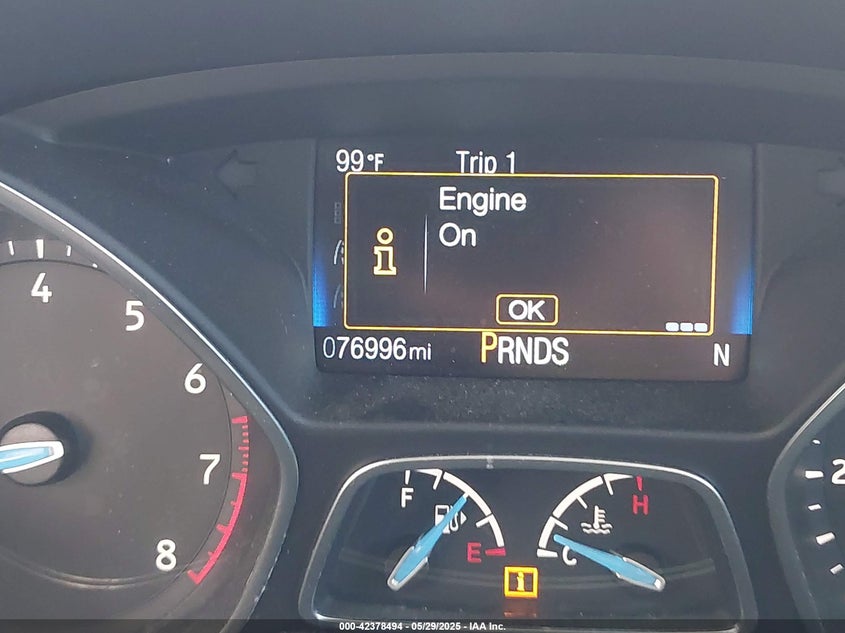 99°F Trip 1
Engine
On
i
OK
076996mi PRNDS N
4
5
6
7
8
F
E
H
C
i
2
000-42378494 - 05/29/2025 - IAA Inc.